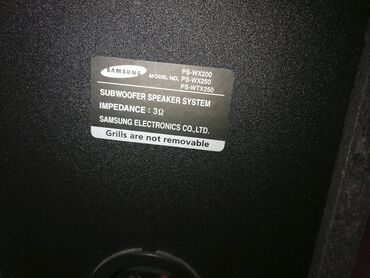 SAMSUNG
PS-WX200
MODEL NO. PS-WX250
PS-WTX250
SUBWOOFER SPEAKER SYSTEM
IMPEDANCE : 3Ω
SAMSUNG ELECTRONICS CO.,LTD.
Grills are not removable